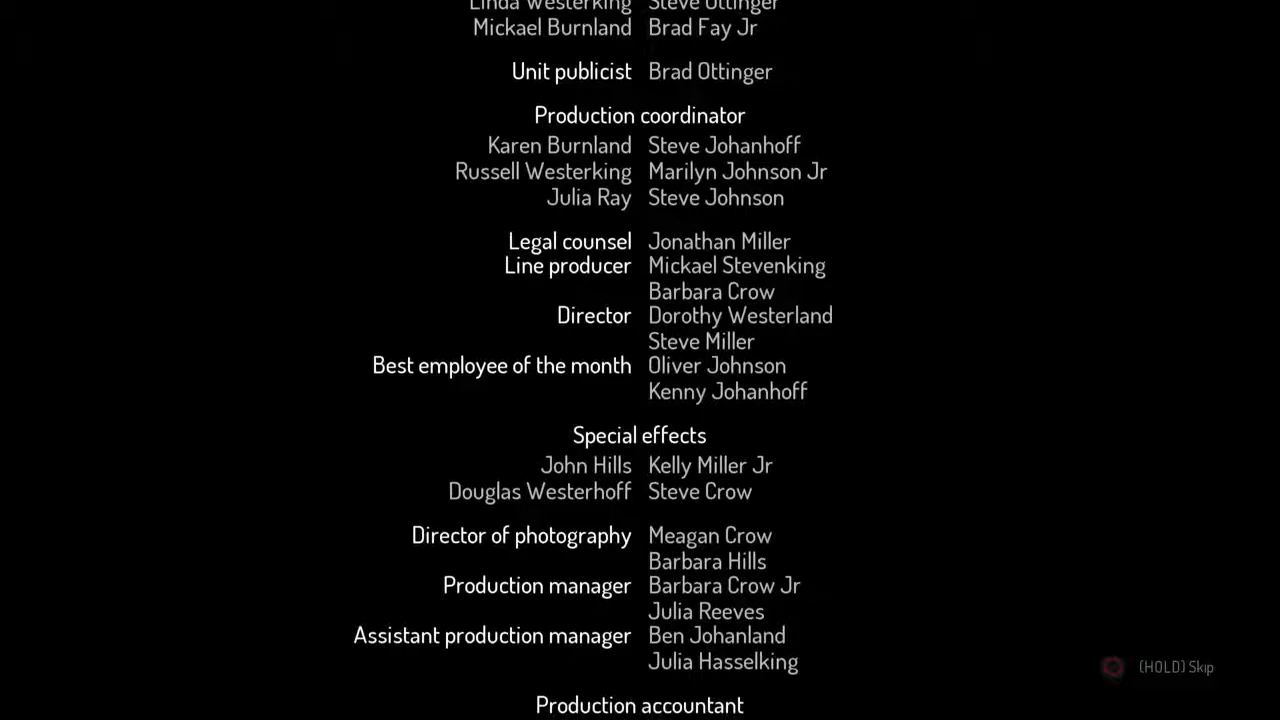 Linda Westerking Steve Ottinger
Mickael Burnland Brad Fay Jr
Unit publicist Brad Ottinger
Production coordinator
Karen Burnland Steve Johanhoff
Russell Westerking Marilyn Johnson Jr
Julia Ray Steve Johnson
Legal counsel Jonathan Miller
Line producer Mickael Stevenking
Barbara Crow
Director Dorothy Westerland
Steve Miller
Best employee of the month Oliver Johnson
Kenny Johanhoff
Special effects
John Hills Kelly Miller Jr
Douglas Westerhoff Steve Crow
Director of photography Meagan Crow
Barbara Hills
Production manager Barbara Crow Jr
Julia Reeves
Assistant production manager Ben Johanland
Julia Hasselking
[HOLD] Skip
Production accountant